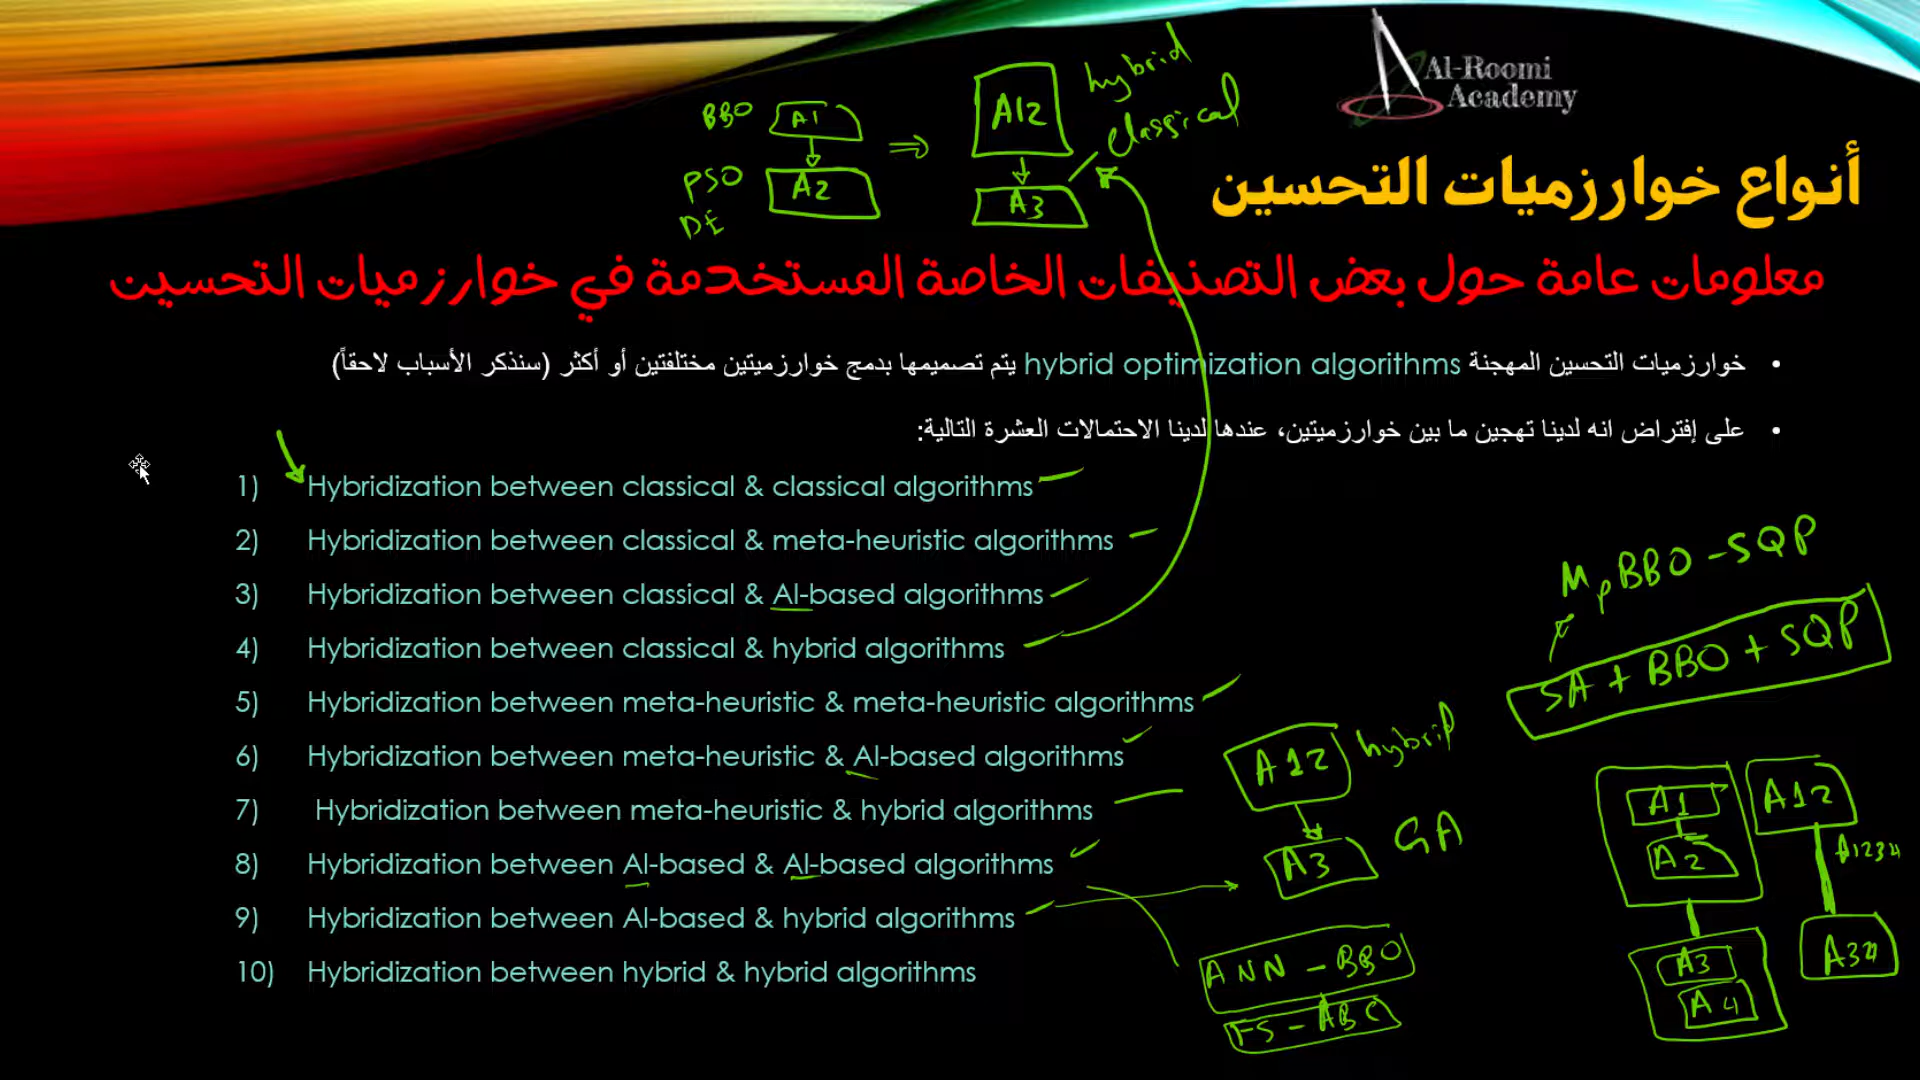 Al-Roomi
Academy
أنواع خوارزميات التحسين
معلومات عامة حول بعض التصنيفات الخاصة المستخدمة في خوارزميات التحسين
• خوارزميات التحسين المهجنة hybrid optimization algorithms يتم تصميمها بدمج خوارزميتين مختلفتين أو أكثر (سنذكر الأسباب لاحقاً)
• على إفتراض انه لدينا تهجين ما بين خوارزميتين، عندها لدينا الاحتمالات العشرة التالية:
1) Hybridization between classical & classical algorithms
2) Hybridization between classical & meta-heuristic algorithms
3) Hybridization between classical & AI-based algorithms
4) Hybridization between classical & hybrid algorithms
5) Hybridization between meta-heuristic & meta-heuristic algorithms
6) Hybridization between meta-heuristic & AI-based algorithms
7) Hybridization between meta-heuristic & hybrid algorithms
8) Hybridization between AI-based & AI-based algorithms
9) Hybridization between AI-based & hybrid algorithms
10) Hybridization between hybrid & hybrid algorithms
BBO A1
PSO A2
DE
⇒
A12 hybrid
A3 classical
MpBBO-SQP
SA + BBO + SQP
A12 hybrid
A3 GA
ANN - BBO
FS - ABC
A1
A2
A3
A4
A12
A1234
A34